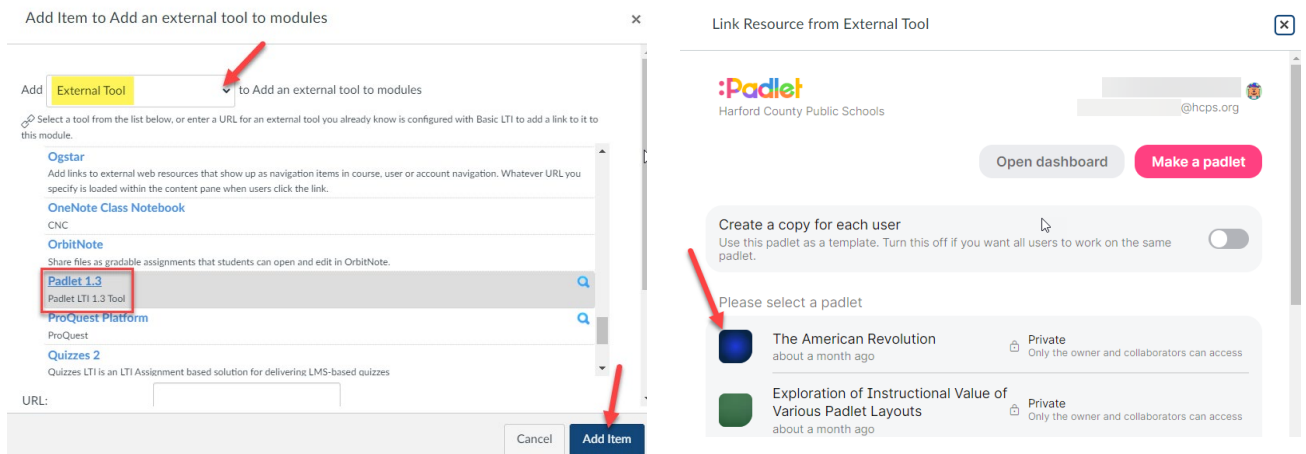 Add Item to Add an external tool to modules
×
Add External Tool to Add an external tool to modules
Select a tool from the list below, or enter a URL for an external tool you already know is configured with Basic LTI to add a link to it to
this module.
Ogstar
Add links to external web resources that show up as navigation items in course, user or account navigation. Whatever URL you
specify is loaded within the content pane when users click the link.
OneNote Class Notebook
CNC
OrbitNote
Share files as gradable assignments that students can open and edit in OrbitNote.
Padlet 1.3
Padlet LTI 1.3 Tool
ProQuest Platform
ProQuest
Quizzes 2
Quizzes LTI is an LTI Assignment based solution for delivering LMS-based quizzes
URL:
Cancel
Add Item
Link Resource from External Tool
:Padlet
Harford County Public Schools
@hcps.org
Open dashboard
Make a padlet
Create a copy for each user
Use this padlet as a template. Turn this off if you want all users to work on the same
padlet.
Please select a padlet
The American Revolution
about a month ago
Private
Only the owner and collaborators can access
Exploration of Instructional Value of
Various Padlet Layouts
about a month ago
Private
Only the owner and collaborators can access